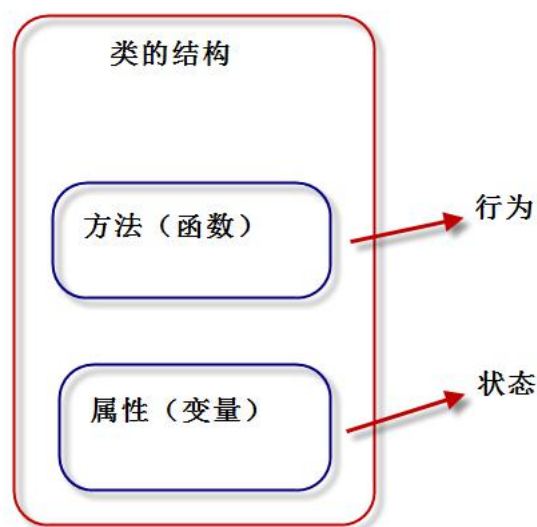 类的结构
方法（函数）
行为
属性（变量）
状态